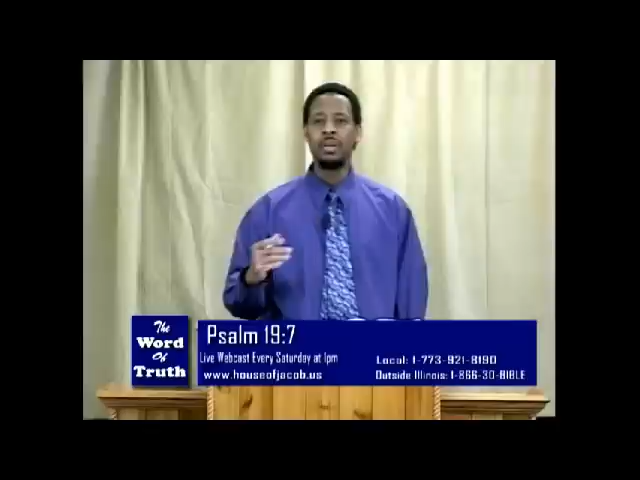 The
Word
Of
Truth
Psalm 19:7
Live Webcast Every Saturday at 1pm
www.houseofjacob.us
Local: 1-773-921-8190
Outside Illinois: 1-866-30-BIBLE